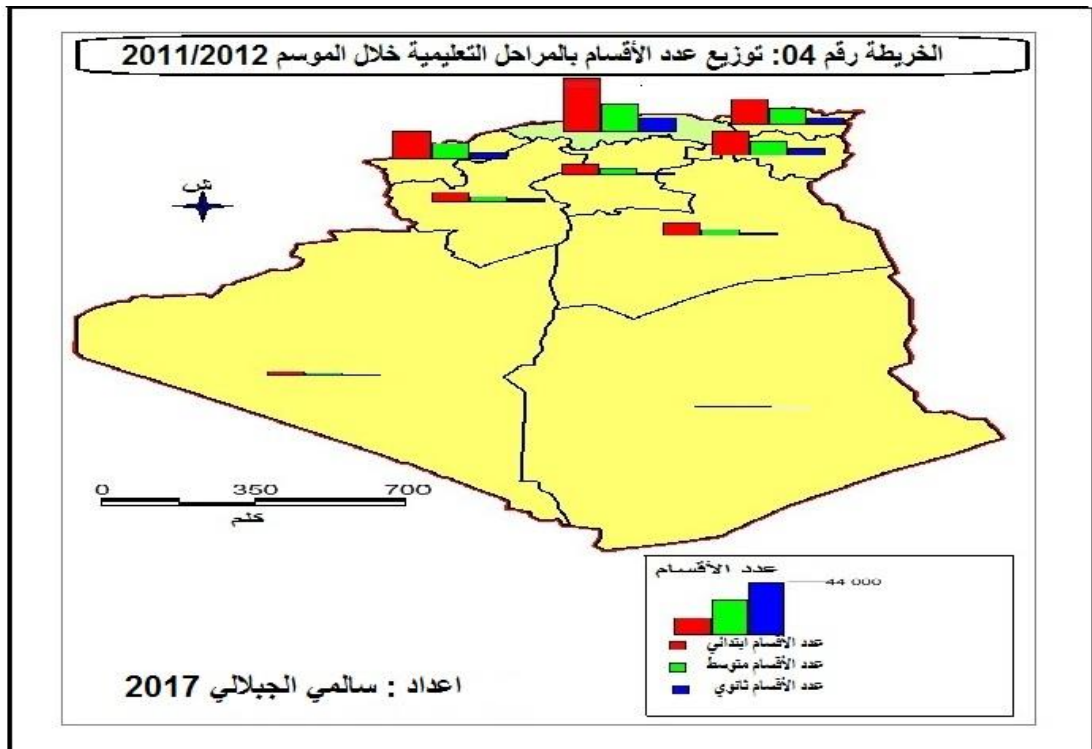 الخريطة رقم 04: توزيع عدد الأقسام بالمراحل التعليمية خلال الموسم 2011/2012
ش
0 350 700
كلم
عدد الأقسام
44 000
عدد الأقسام ابتدائي
عدد الأقسام متوسط
عدد الأقسام ثانوي
اعداد : سالمي الجيلالي 2017